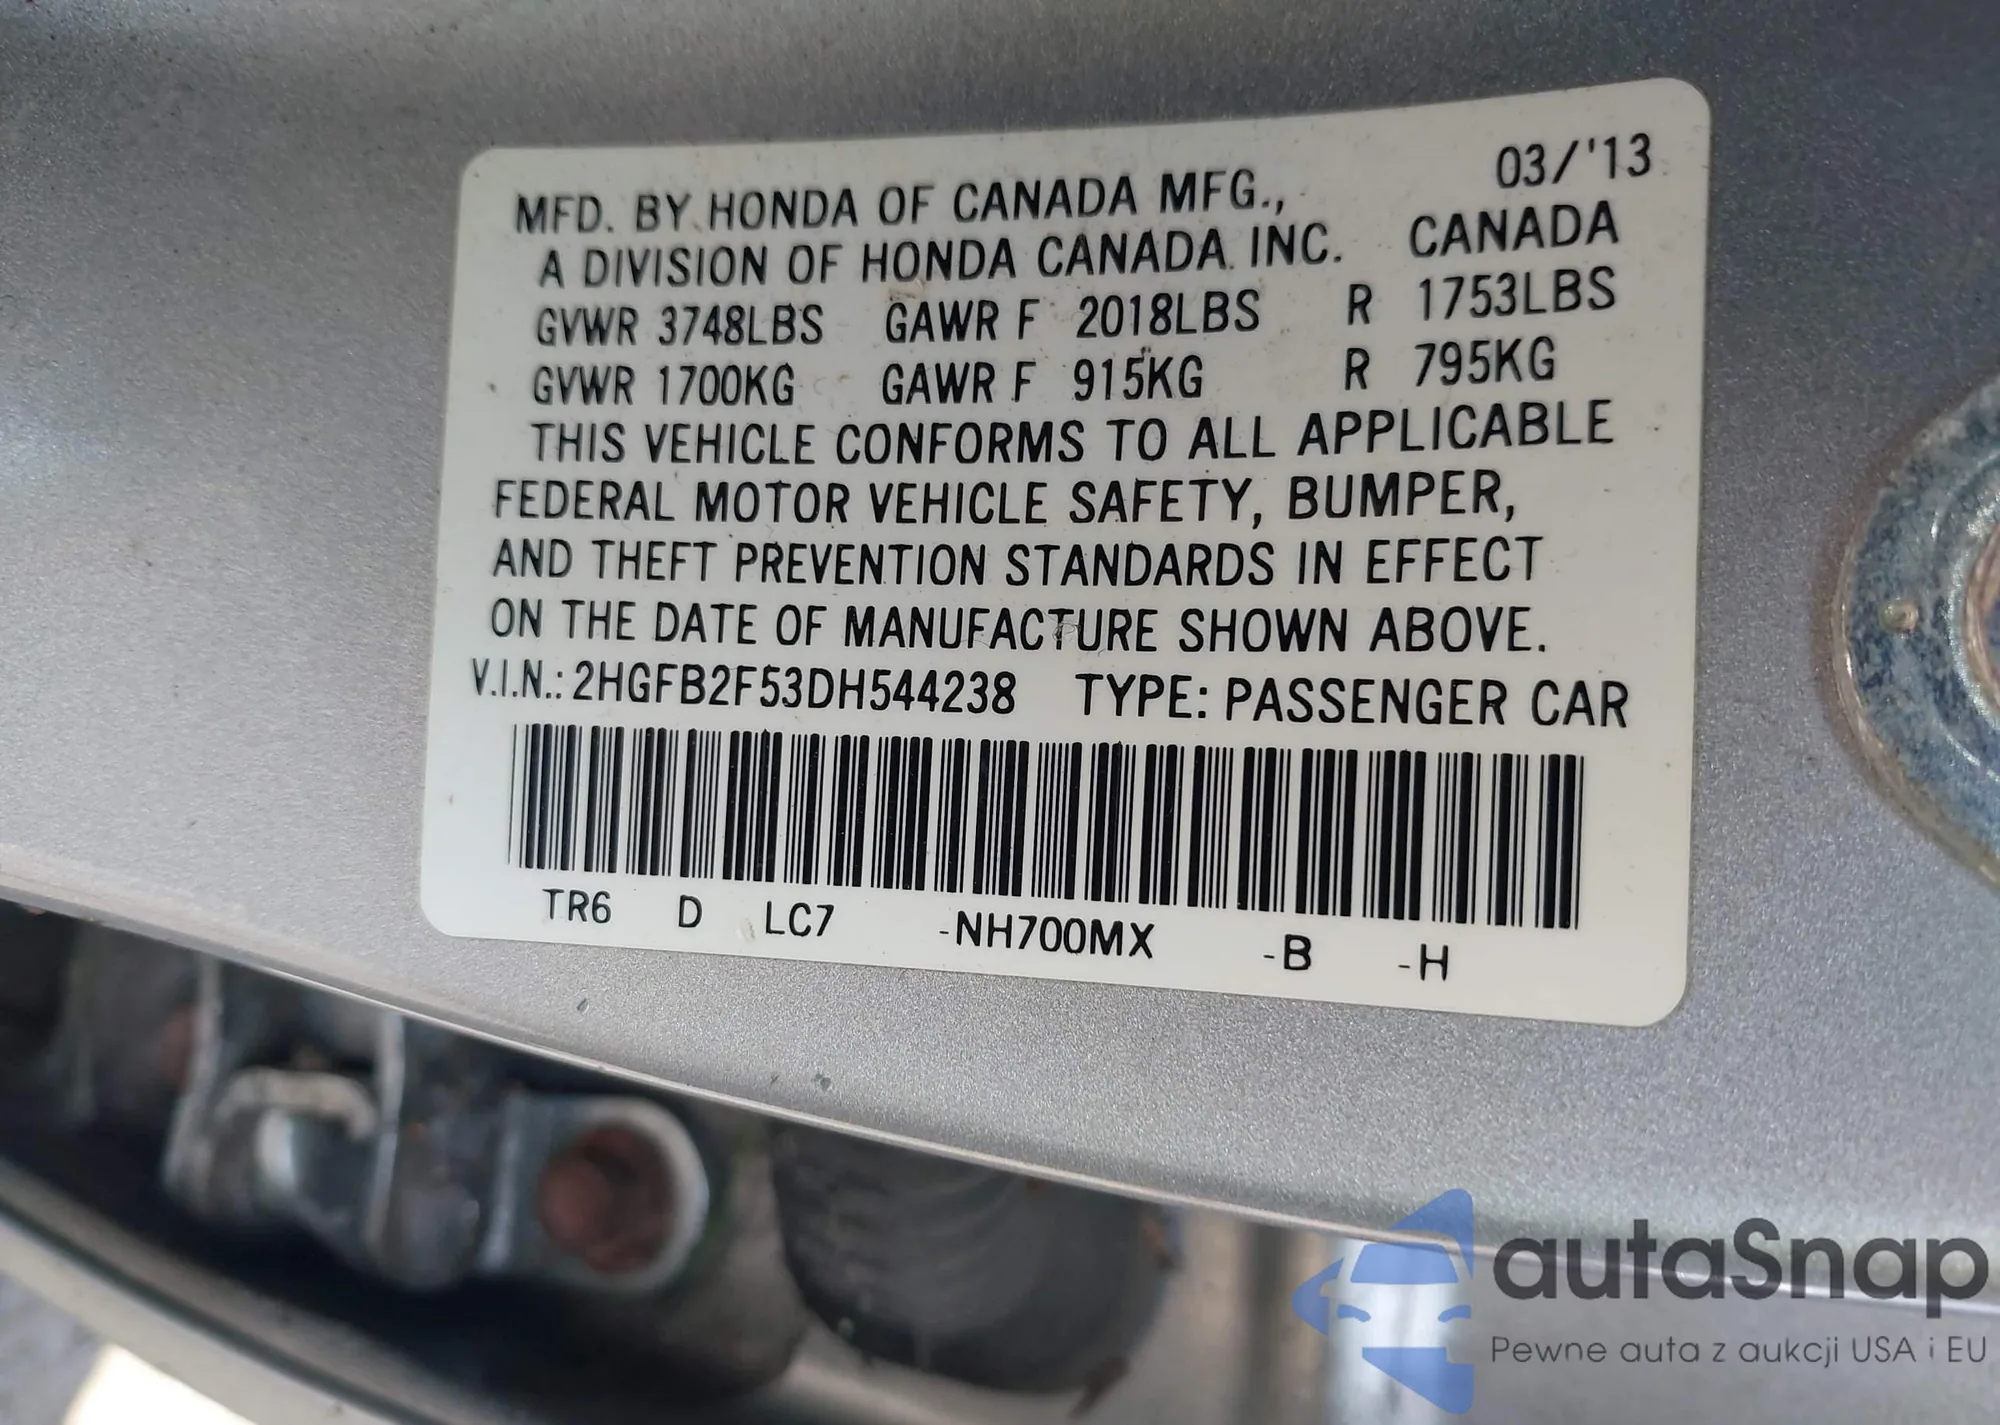 03/'13
MFD. BY HONDA OF CANADA MFG.,
A DIVISION OF HONDA CANADA INC. CANADA
GVWR 3748LBS GAWR F 2018LBS R 1753LBS
GVWR 1700KG GAWR F 915KG R 795KG
THIS VEHICLE CONFORMS TO ALL APPLICABLE
FEDERAL MOTOR VEHICLE SAFETY, BUMPER,
AND THEFT PREVENTION STANDARDS IN EFFECT
ON THE DATE OF MANUFACTURE SHOWN ABOVE.
V.I.N.: 2HGFB2F53DH544238 TYPE: PASSENGER CAR
TR6 D LC7 -NH700MX -B -H
autaSnap
Pewne auta z aukcji USA i EU